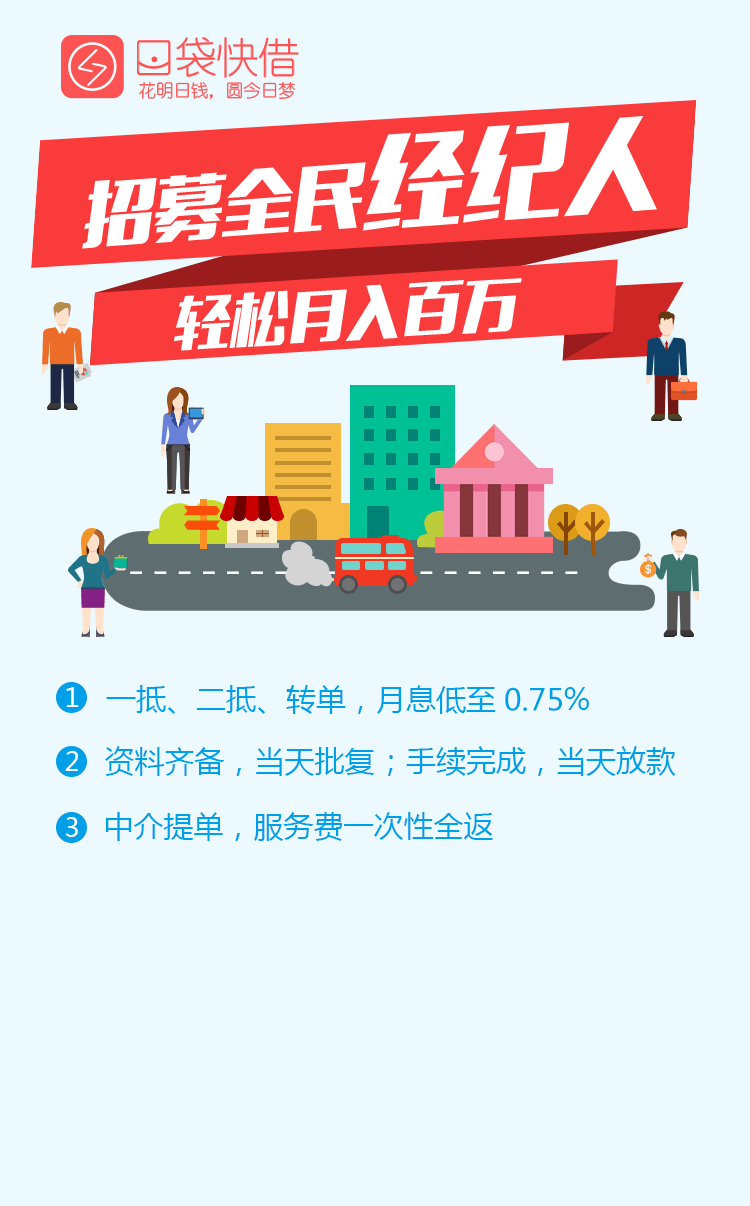 口袋快借
花明日钱，圆今日梦
招募全民经纪人
轻松月入百万
$
1 一抵、二抵、转单，月息低至 0.75%
2 资料齐备，当天批复；手续完成，当天放款
3 中介提单，服务费一次性全返